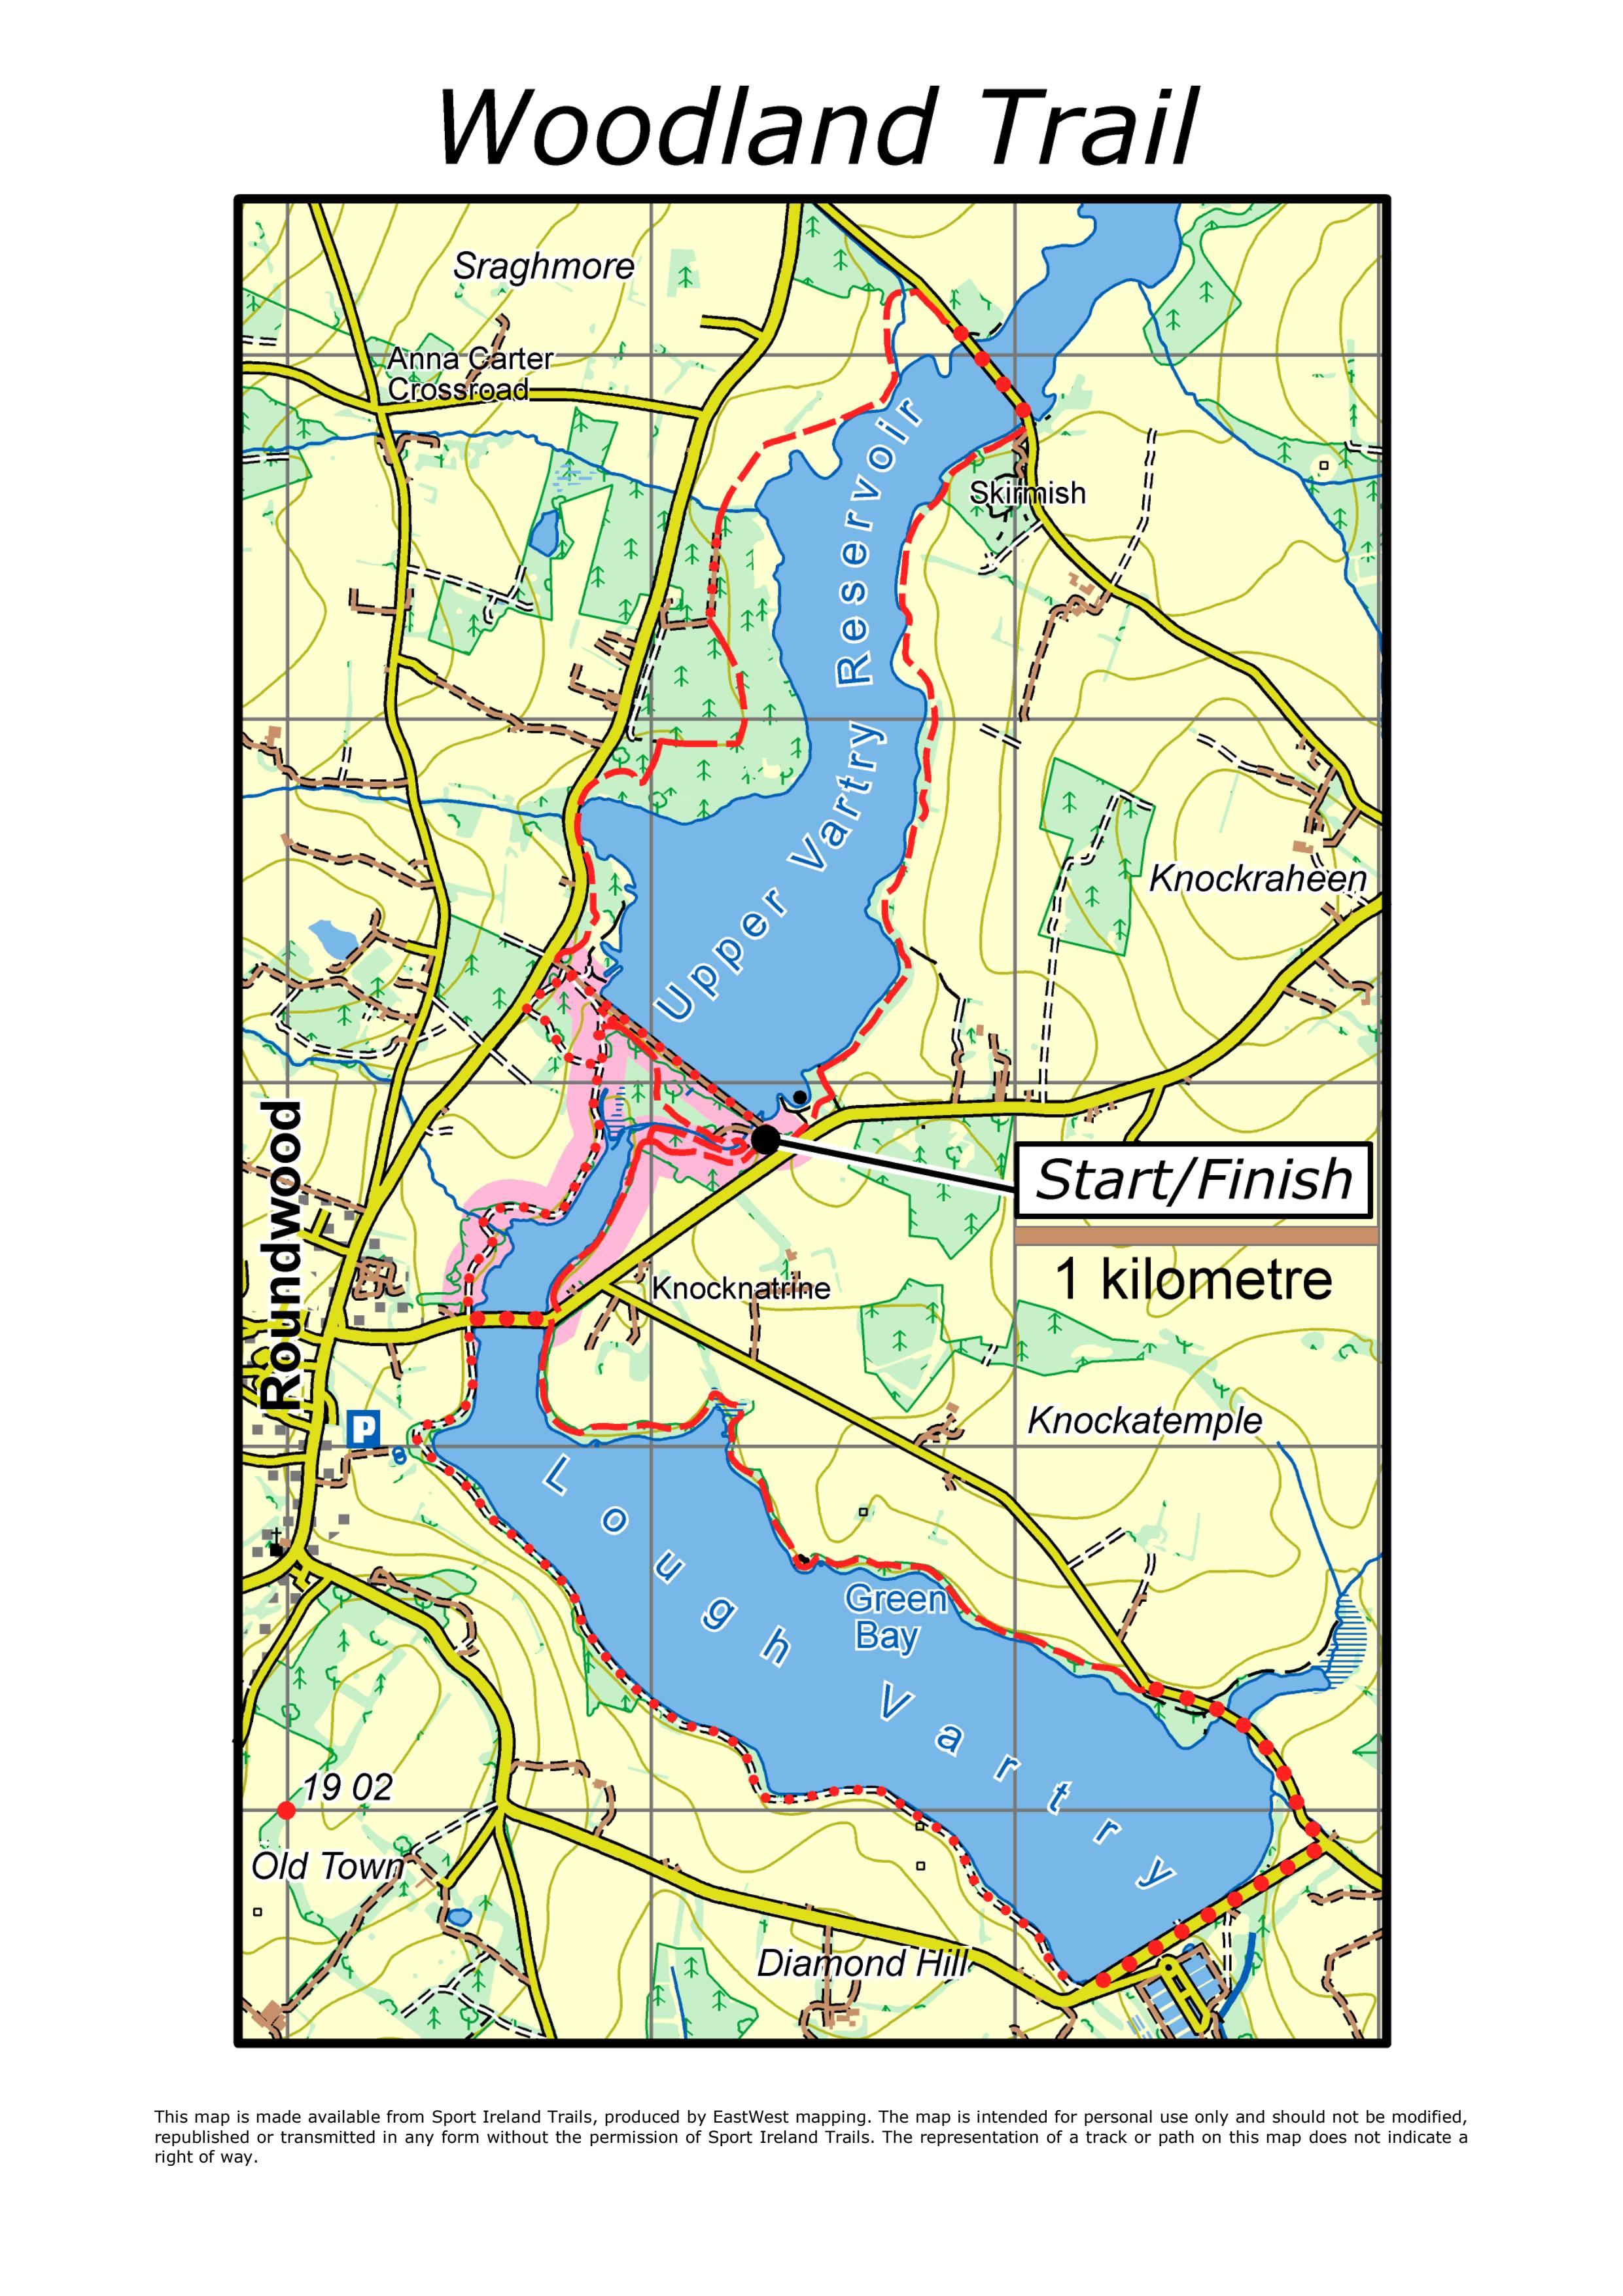 Woodland Trail
Sraghmore
Anna Carter
Crossroad
Skirmish
Upper Vartry Reservoir
Knockraheen
Roundwood
Start/Finish
1 kilometre
Knocknatrine
P
Knockatemple
Lough Vartry
Green
Bay
19 02
Old Town
Diamond Hill
This map is made available from Sport Ireland Trails, produced by EastWest mapping. The map is intended for personal use only and should not be modified,
republished or transmitted in any form without the permission of Sport Ireland Trails. The representation of a track or path on this map does not indicate a
right of way.